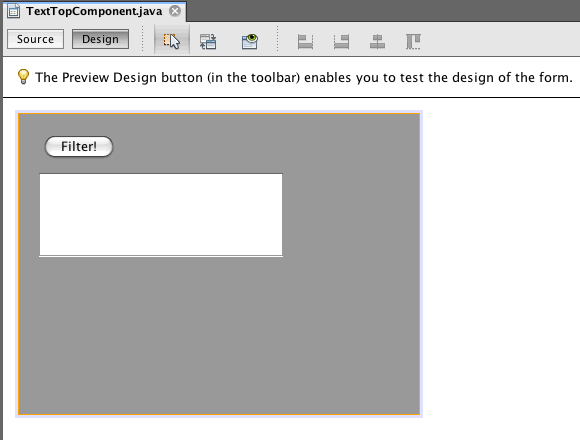 TextTopComponent.java
Source Design
The Preview Design button (in the toolbar) enables you to test the design of the form.
Filter!